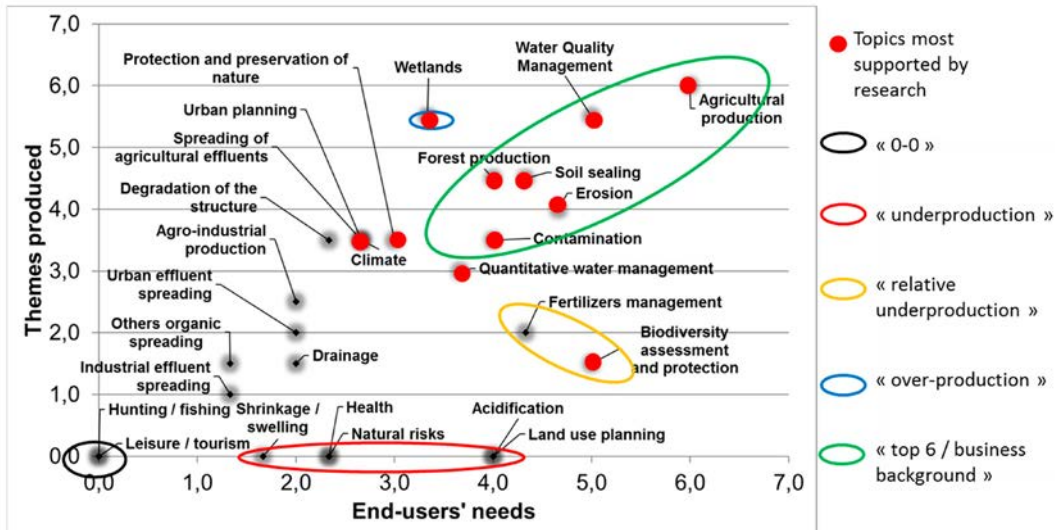 7,0
6,0
5,0
4,0
3,0
2,0
1,0
0,0
Themes produced
0,0
1,0
2,0
3,0
4,0
5,0
6,0
7,0
End-users' needs
Protection and preservation of
nature
Wetlands
Water Quality
Management
Agricultural
production
Urban planning
Spreading of
agricultural effluents
Forest production
Soil sealing
Erosion
Degradation of the
structure
Contamination
Climate
Agro-industrial
production
Quantitative water management
Urban effluent
spreading
Fertilizers management
Others organic
spreading
Drainage
Biodiversity
assessment
and protection
Industrial effluent
spreading
Hunting / fishing
Shrinkage /
swelling
Health
Acidification
Leisure / tourism
Natural risks
Land use planning
Topics most
supported by
research
« 0-0 »
« underproduction »
« relative
underproduction »
« over-production »
« top 6 / business
background »